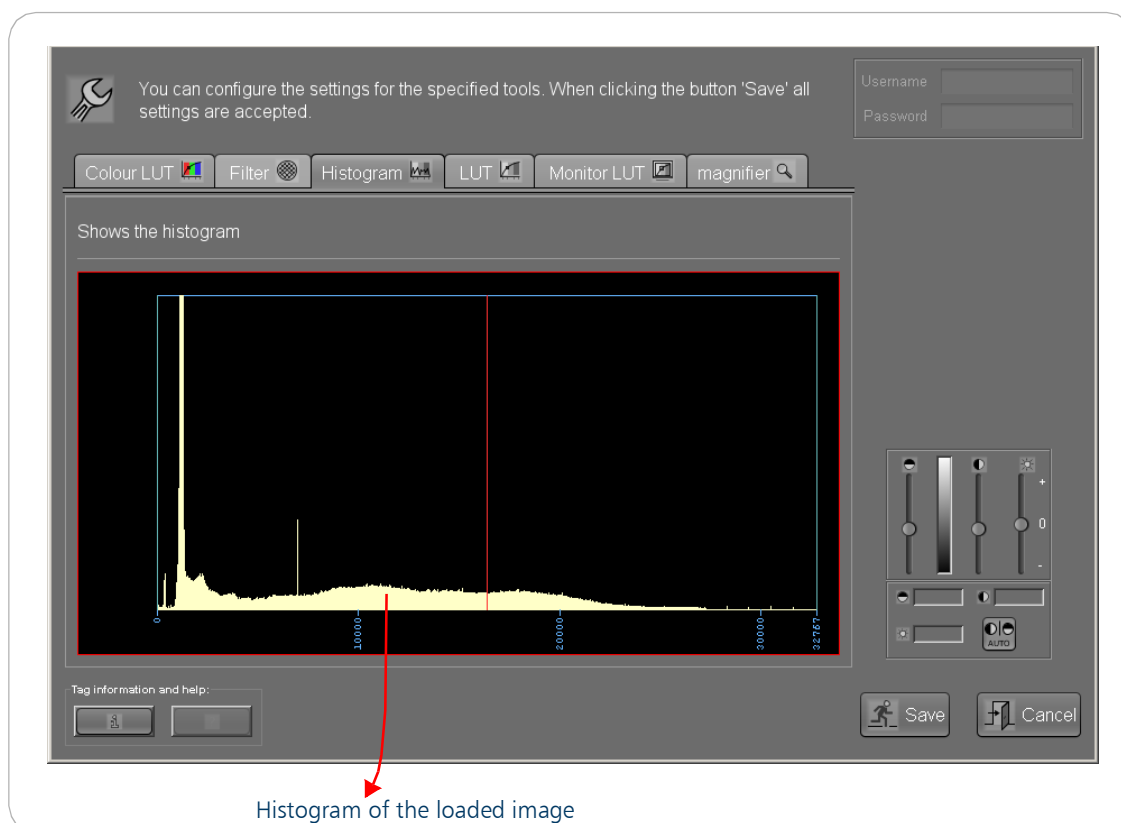 You can configure the settings for the specified tools. When clicking the button 'Save' all
settings are accepted.
Username
Password
Colour LUT
Filter
Histogram
LUT
Monitor LUT
magnifier
Shows the histogram
0
10000
20000
30000
32767
+
0
-
AUTO
Tag information and help:
i
Save
Cancel
Histogram of the loaded image